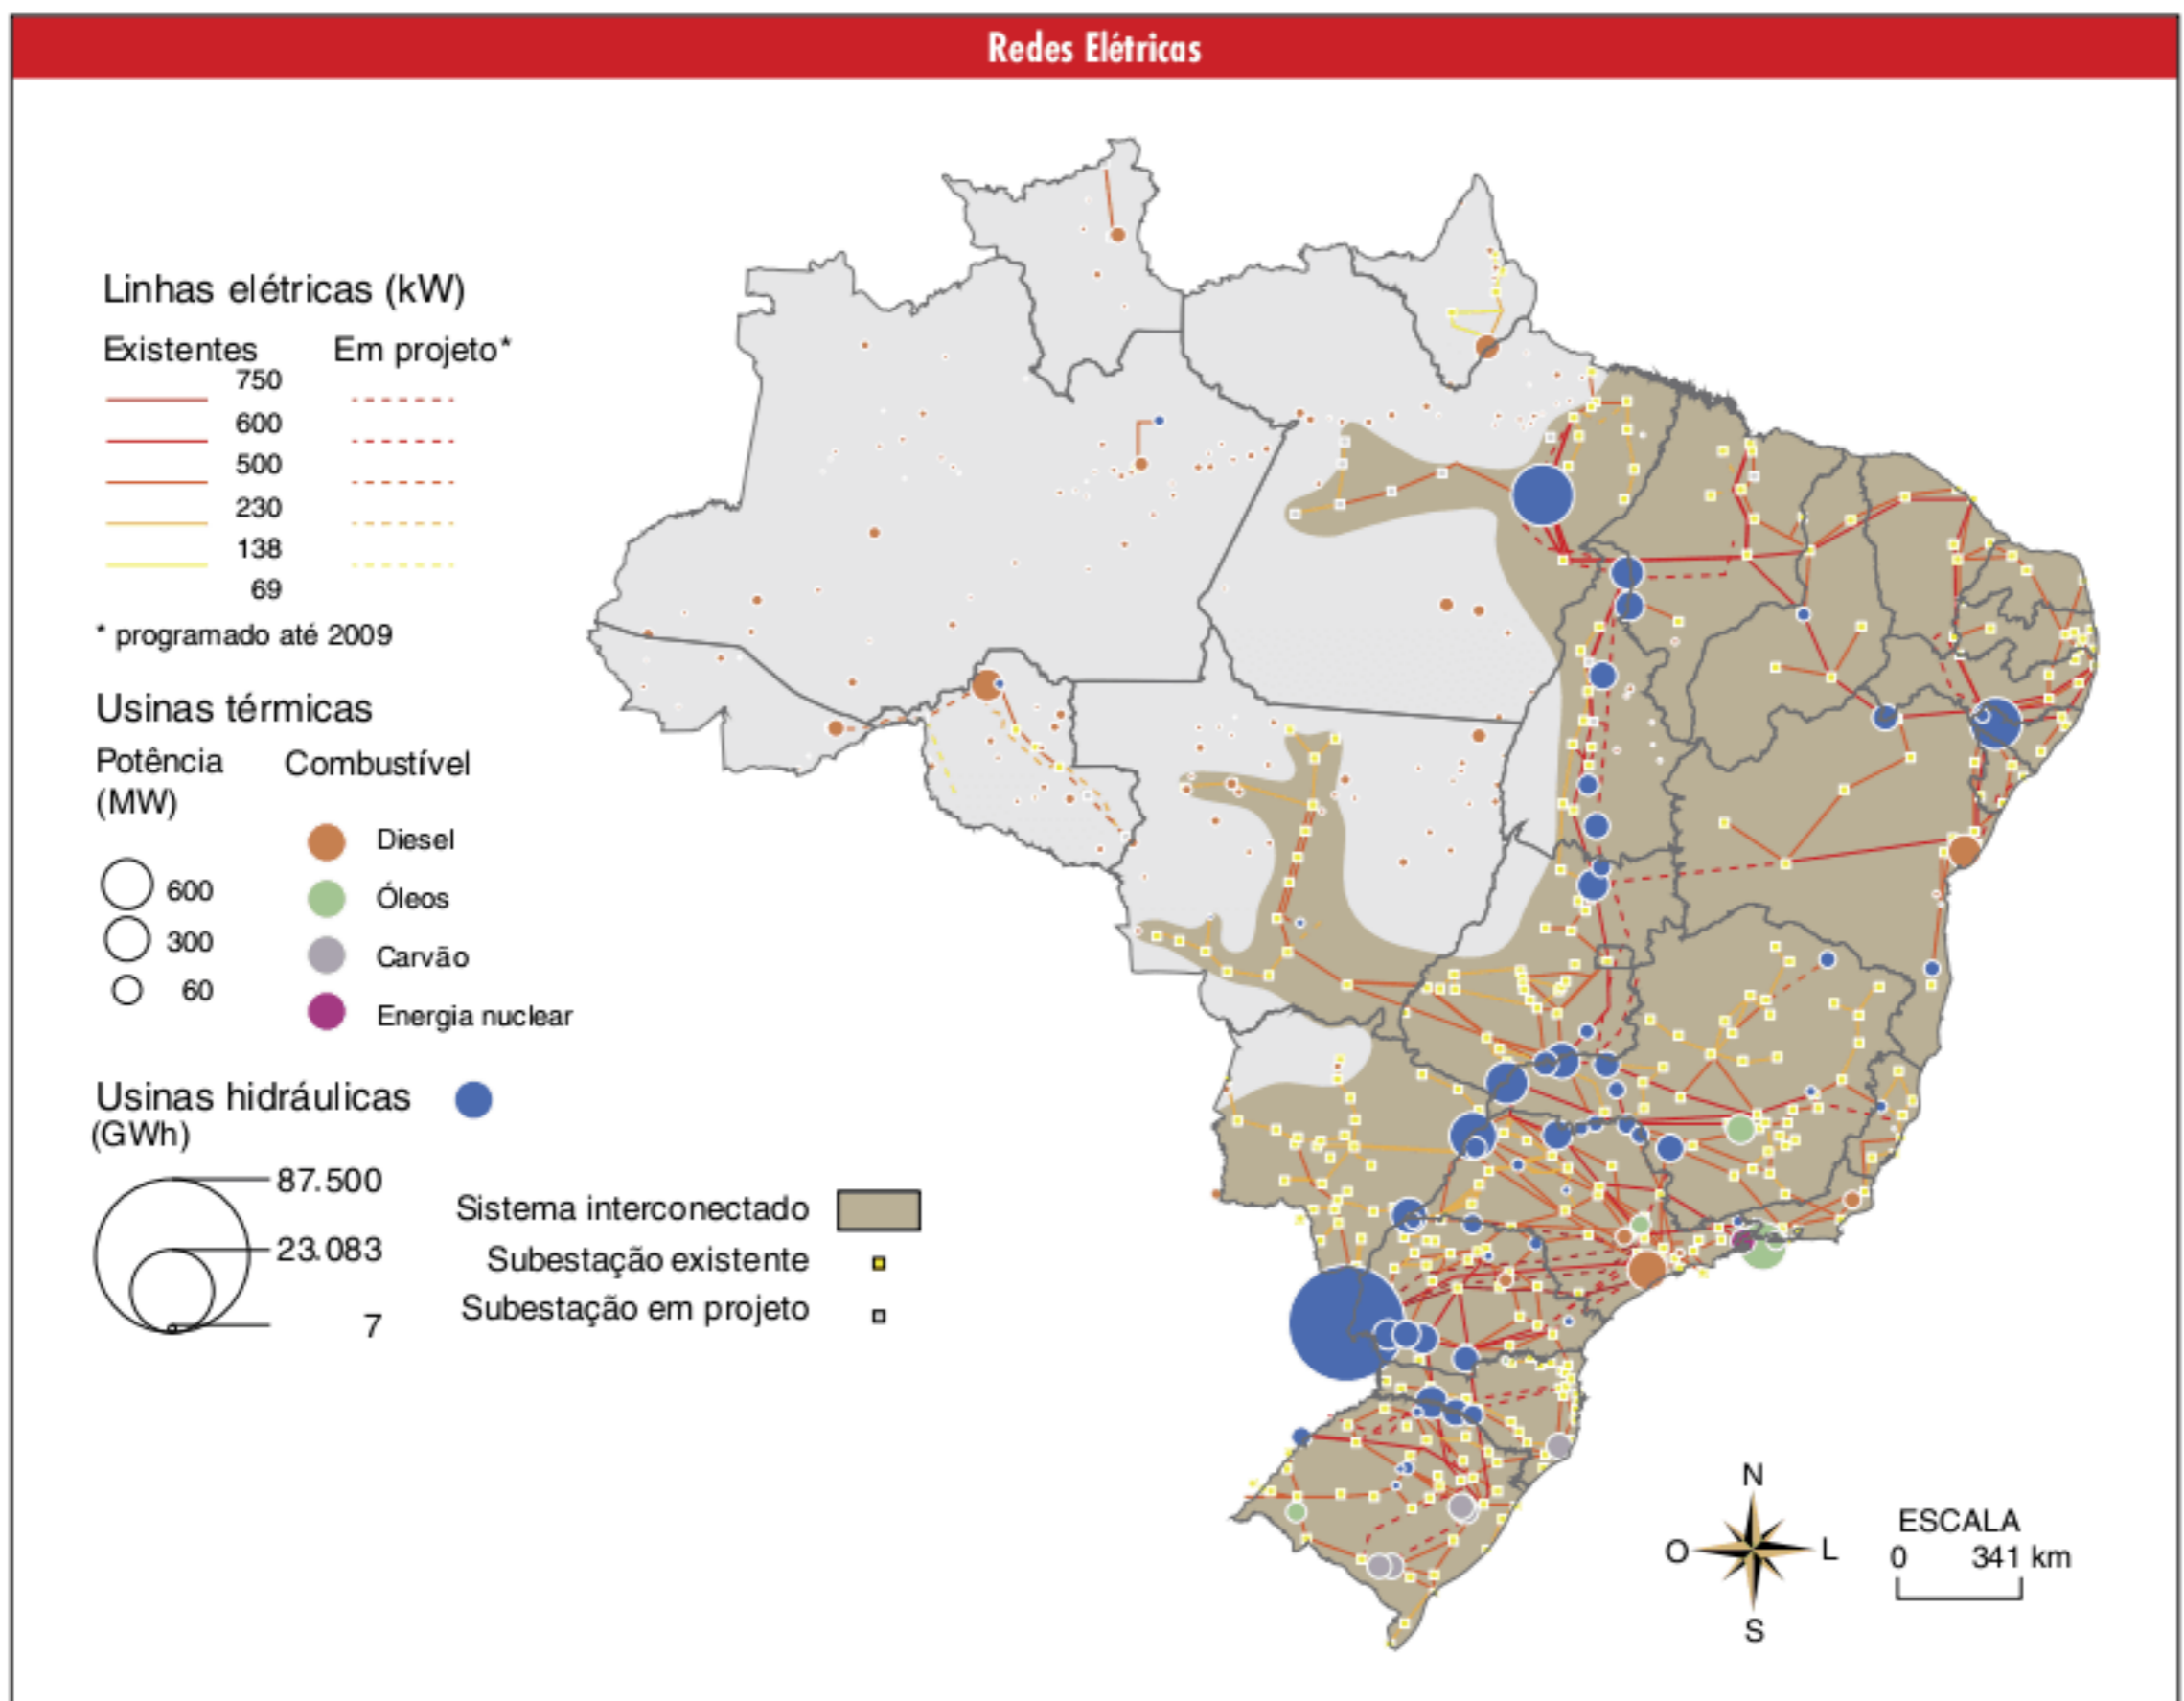 Redes Elétricas
Linhas elétricas (kW)
Existentes Em projeto*
750
600
500
230
138
69
* programado até 2009
Usinas térmicas
Potência (MW)
600
300
60
Combustível
Diesel
Óleos
Carvão
Energia nuclear
Usinas hidráulicas
(GWh)
87.500
23.083
7
Sistema interconectado
Subestação existente
Subestação em projeto
N
O L
S
ESCALA
0 341 km